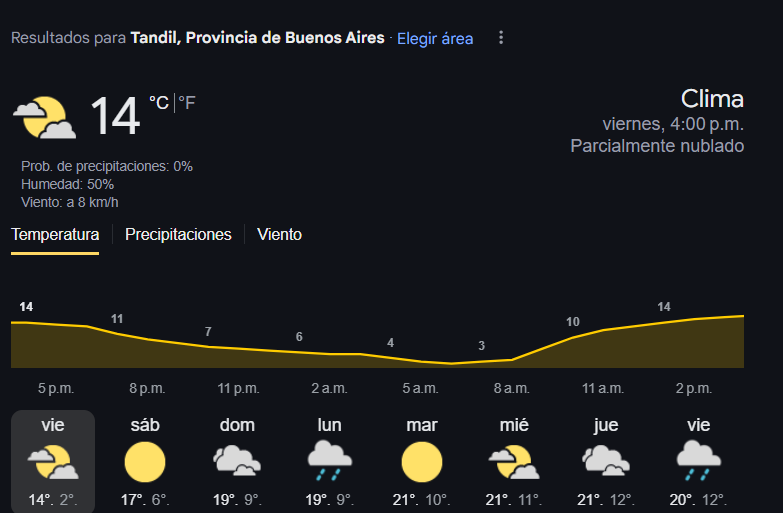 Resultados para Tandil, Provincia de Buenos Aires · Elegir área
14 °C | °F
Prob. de precipitaciones: 0%
Humedad: 50%
Viento: a 8 km/h
Clima
viernes, 4:00 p.m.
Parcialmente nublado
Temperatura
Precipitaciones
Viento
14 11 7 6 4 3 10 14
5 p.m. 8 p.m. 11 p.m. 2 a.m. 5 a.m. 8 a.m. 11 a.m. 2 p.m.
vie sáb dom lun mar mié jue vie
14°. 2°. 17°. 6°. 19°. 9°. 19°. 9°. 21°. 10°. 21°. 11°. 21°. 12°. 20°. 12°.